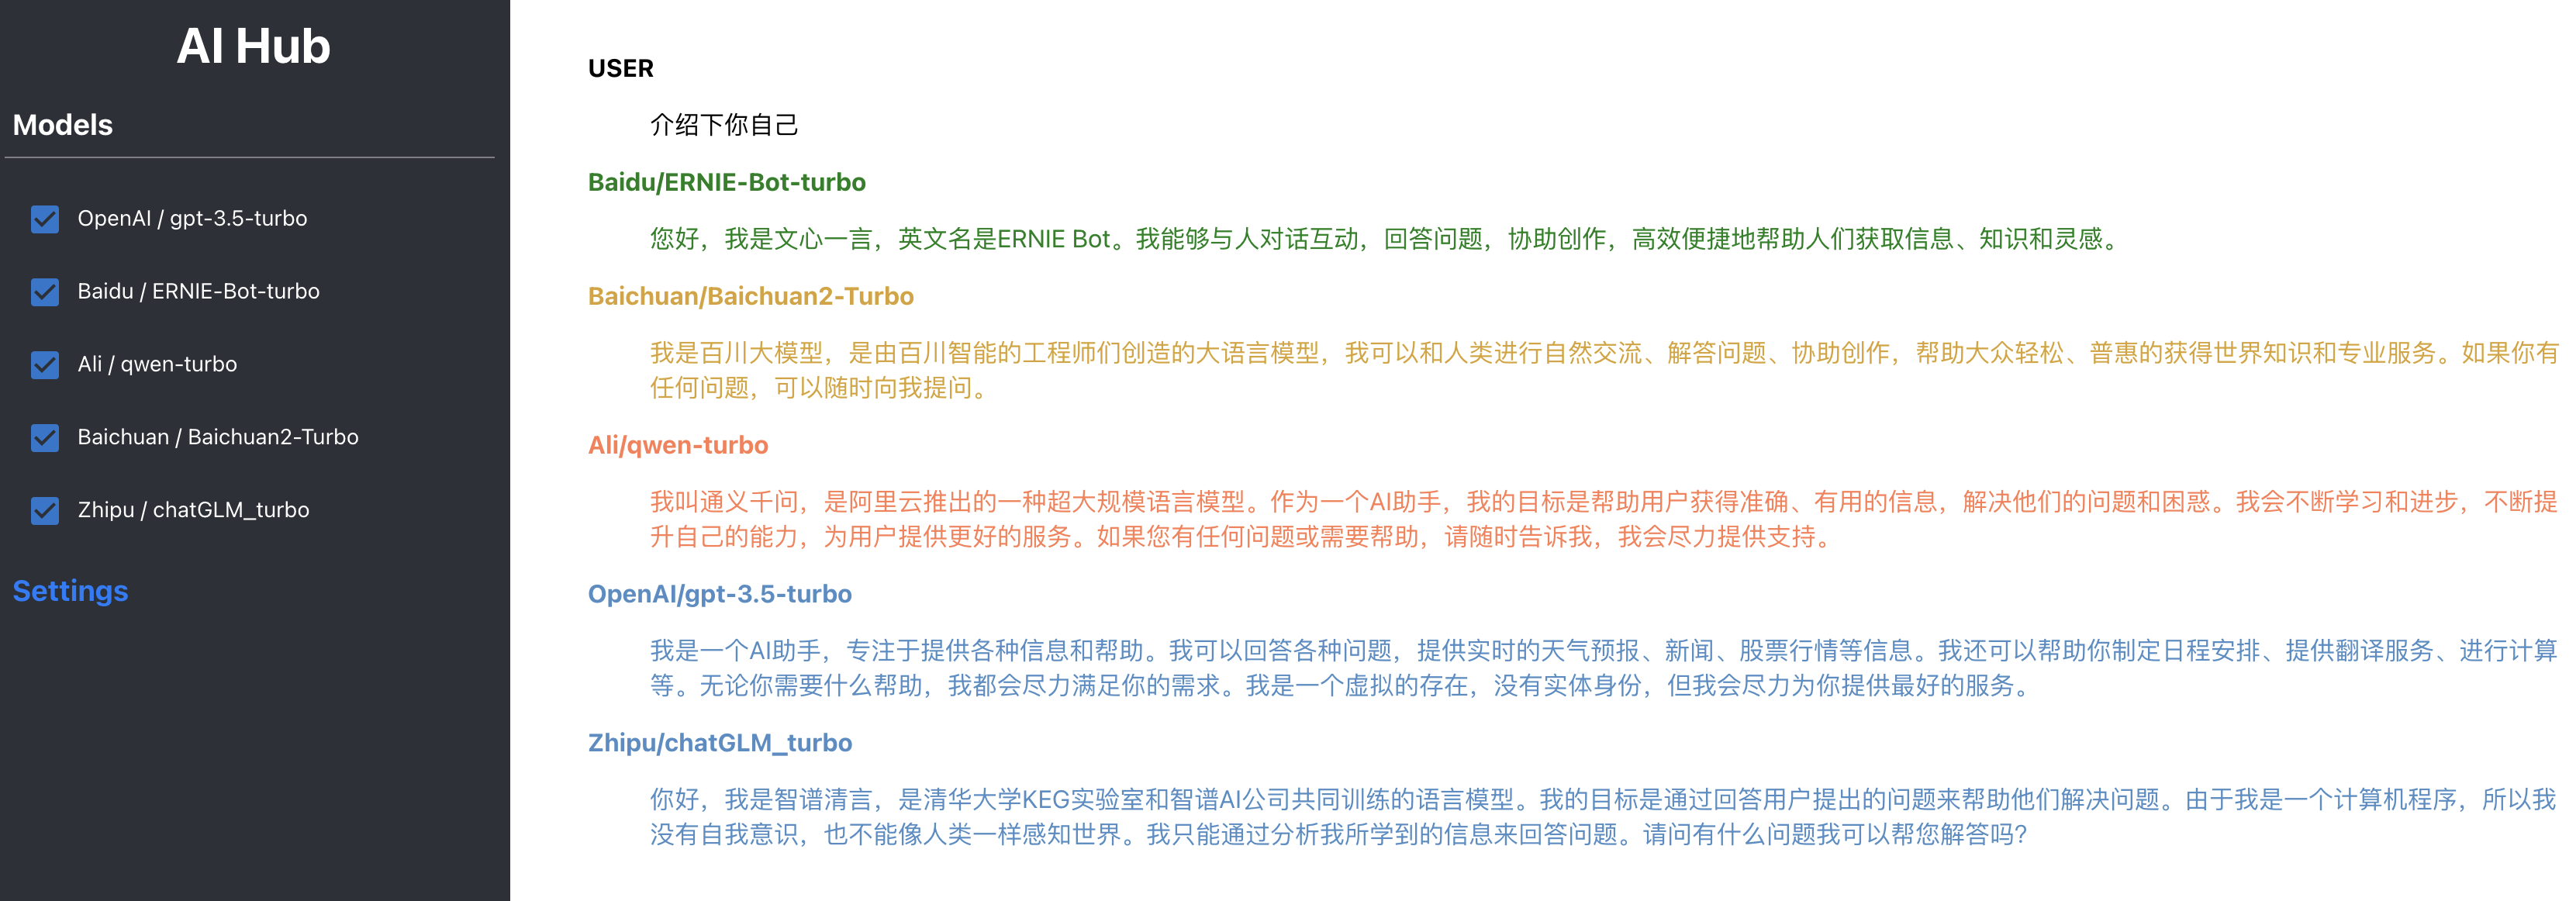 AI Hub
Models
OpenAI / gpt-3.5-turbo
Baidu / ERNIE-Bot-turbo
Ali / qwen-turbo
Baichuan / Baichuan2-Turbo
Zhipu / chatGLM_turbo
Settings
USER
介绍下你自己
Baidu/ERNIE-Bot-turbo
您好，我是文心一言，英文名是ERNIE Bot。我能够与人对话互动，回答问题，协助创作，高效便捷地帮助人们获取信息、知识和灵感。
Baichuan/Baichuan2-Turbo
我是百川大模型，是由百川智能的工程师们创造的大语言模型，我可以和人类进行自然交流、解答问题、协助创作，帮助大众轻松、普惠的获得世界知识和专业服务。如果你有
任何问题，可以随时向我提问。
Ali/qwen-turbo
我叫通义千问，是阿里云推出的一种超大规模语言模型。作为一个AI助手，我的目标是帮助用户获得准确、有用的信息，解决他们的问题和困惑。我会不断学习和进步，不断提
升自己的能力，为用户提供更好的服务。如果您有任何问题或需要帮助，请随时告诉我，我会尽力提供支持。
OpenAI/gpt-3.5-turbo
我是一个AI助手，专注于提供各种信息和帮助。我可以回答各种问题，提供实时的天气预报、新闻、股票行情等信息。我还可以帮助你制定日程安排、提供翻译服务、进行计算
等。无论你需要什么帮助，我都会尽力满足你的需求。我是一个虚拟的存在，没有实体身份，但我会尽力为你提供最好的服务。
Zhipu/chatGLM_turbo
你好，我是智谱清言，是清华大学KEG实验室和智谱AI公司共同训练的语言模型。我的目标是通过回答用户提出的问题来帮助他们解决问题。由于我是一个计算机程序，所以我
没有自我意识，也不能像人类一样感知世界。我只能通过分析我所学到的信息来回答问题。请问有什么问题我可以帮您解答吗?